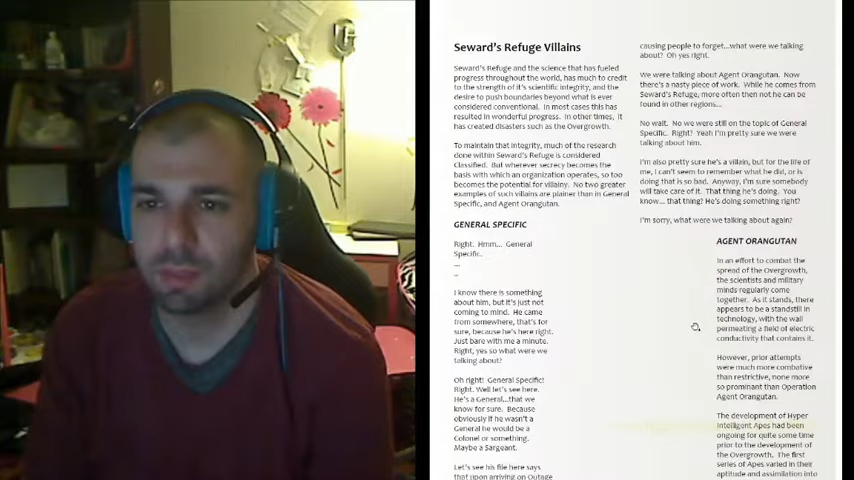 Seward's Refuge Villains
Seward's Refuge and the science that has fueled
progress throughout the world, has much to credit
to the strength of it's scientific integrity, and the
desire to push boundaries beyond what is ever
considered conventional. In most cases this has
resulted in wonderful progress. In other times, it
has created disasters such as the Overgrowth.
To maintain that integrity, much of the research
done within Seward's Refuge is considered
Classified. But wherever secrecy becomes the
basis with which an organization operates, so too
becomes the potential for villainy. No two greater
examples of such villains are plainer than in General
Specific, and Agent Orangutan.
GENERAL SPECIFIC
Right. Hmm... General
Specific.
...
..
I know there is something
about him, but it's just not
coming to mind. He came
from somewhere, that's for
sure, because he's here right.
Just bare with me a minute.
Right, yes so what were we
talking about?
Oh right! General Specific!
Right. Well let's see here.
He's a General...that we
know for sure. Because
obviously if he wasn't a
General he would be a
Colonel or something.
Maybe a Sargeant.
Let's see his file here says
that upon arriving on Outage
causing people to forget...what were we talking
about? Oh yes right.
We were talking about Agent Orangutan. Now
there's a nasty piece of work. While he comes from
Seward's Refuge, more often then not he can be
found in other regions...
No wait. No we were still on the topic of General
Specific. Right? Yeah I'm pretty sure we were
talking about him.
I'm also pretty sure he's a villain, but for the life of
me, I can't seem to remember what he did, or is
doing that is so bad. Anyway, I'm sure somebody
will take care of it. That thing he's doing. You
know... that thing? He's doing something right?
I'm sorry, what were we talking about again?
AGENT ORANGUTAN
In an effort to combat the
spread of the Overgrowth,
the scientists and military
minds regularly come
together. As it stands, there
appears to be a standstill in
technology, with the wall
permeating a field of electric
conductivity that contains it.
However, prior attempts
were much more combative
than restrictive, none more
so prominant than Operation
Agent Orangutan.
The development of Hyper
Intelligent Apes had been
ongoing for quite some time
prior to the development of
the Overgrowth. The first
series of Apes varied in their
aptitude and assimilation into